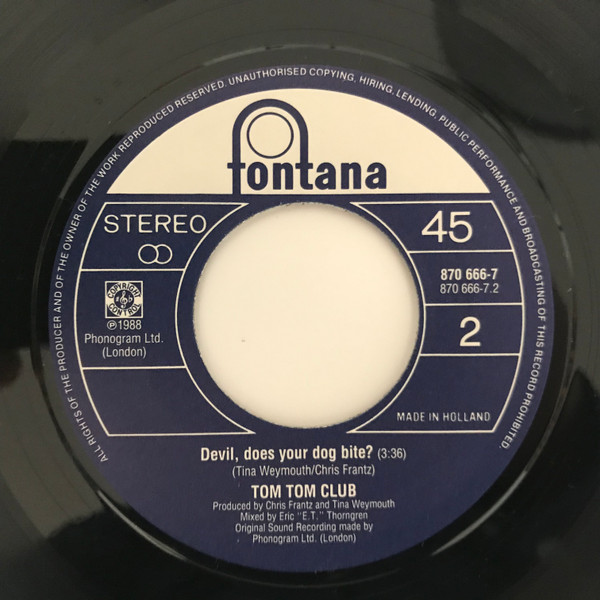 ALL RIGHTS OF THE PRODUCER AND OF THE OWNER OF THE WORK REPRODUCED RESERVED. UNAUTHORISED COPYING, HIRING, LENDING, PUBLIC PERFORMANCE AND BROADCASTING OF THIS RECORD PROHIBITED.
fontana
STEREO
45
COPYRIGHT
CONTROL
℗1988
Phonogram Ltd.
(London)
870 666-7
870 666-7.2
2
MADE IN HOLLAND
Devil, does your dog bite? (3:36)
(Tina Weymouth/Chris Frantz)
TOM TOM CLUB
Produced by Chris Frantz and Tina Weymouth
Mixed by Eric "E.T." Thorngren
Original Sound Recording made by
Phonogram Ltd. (London)